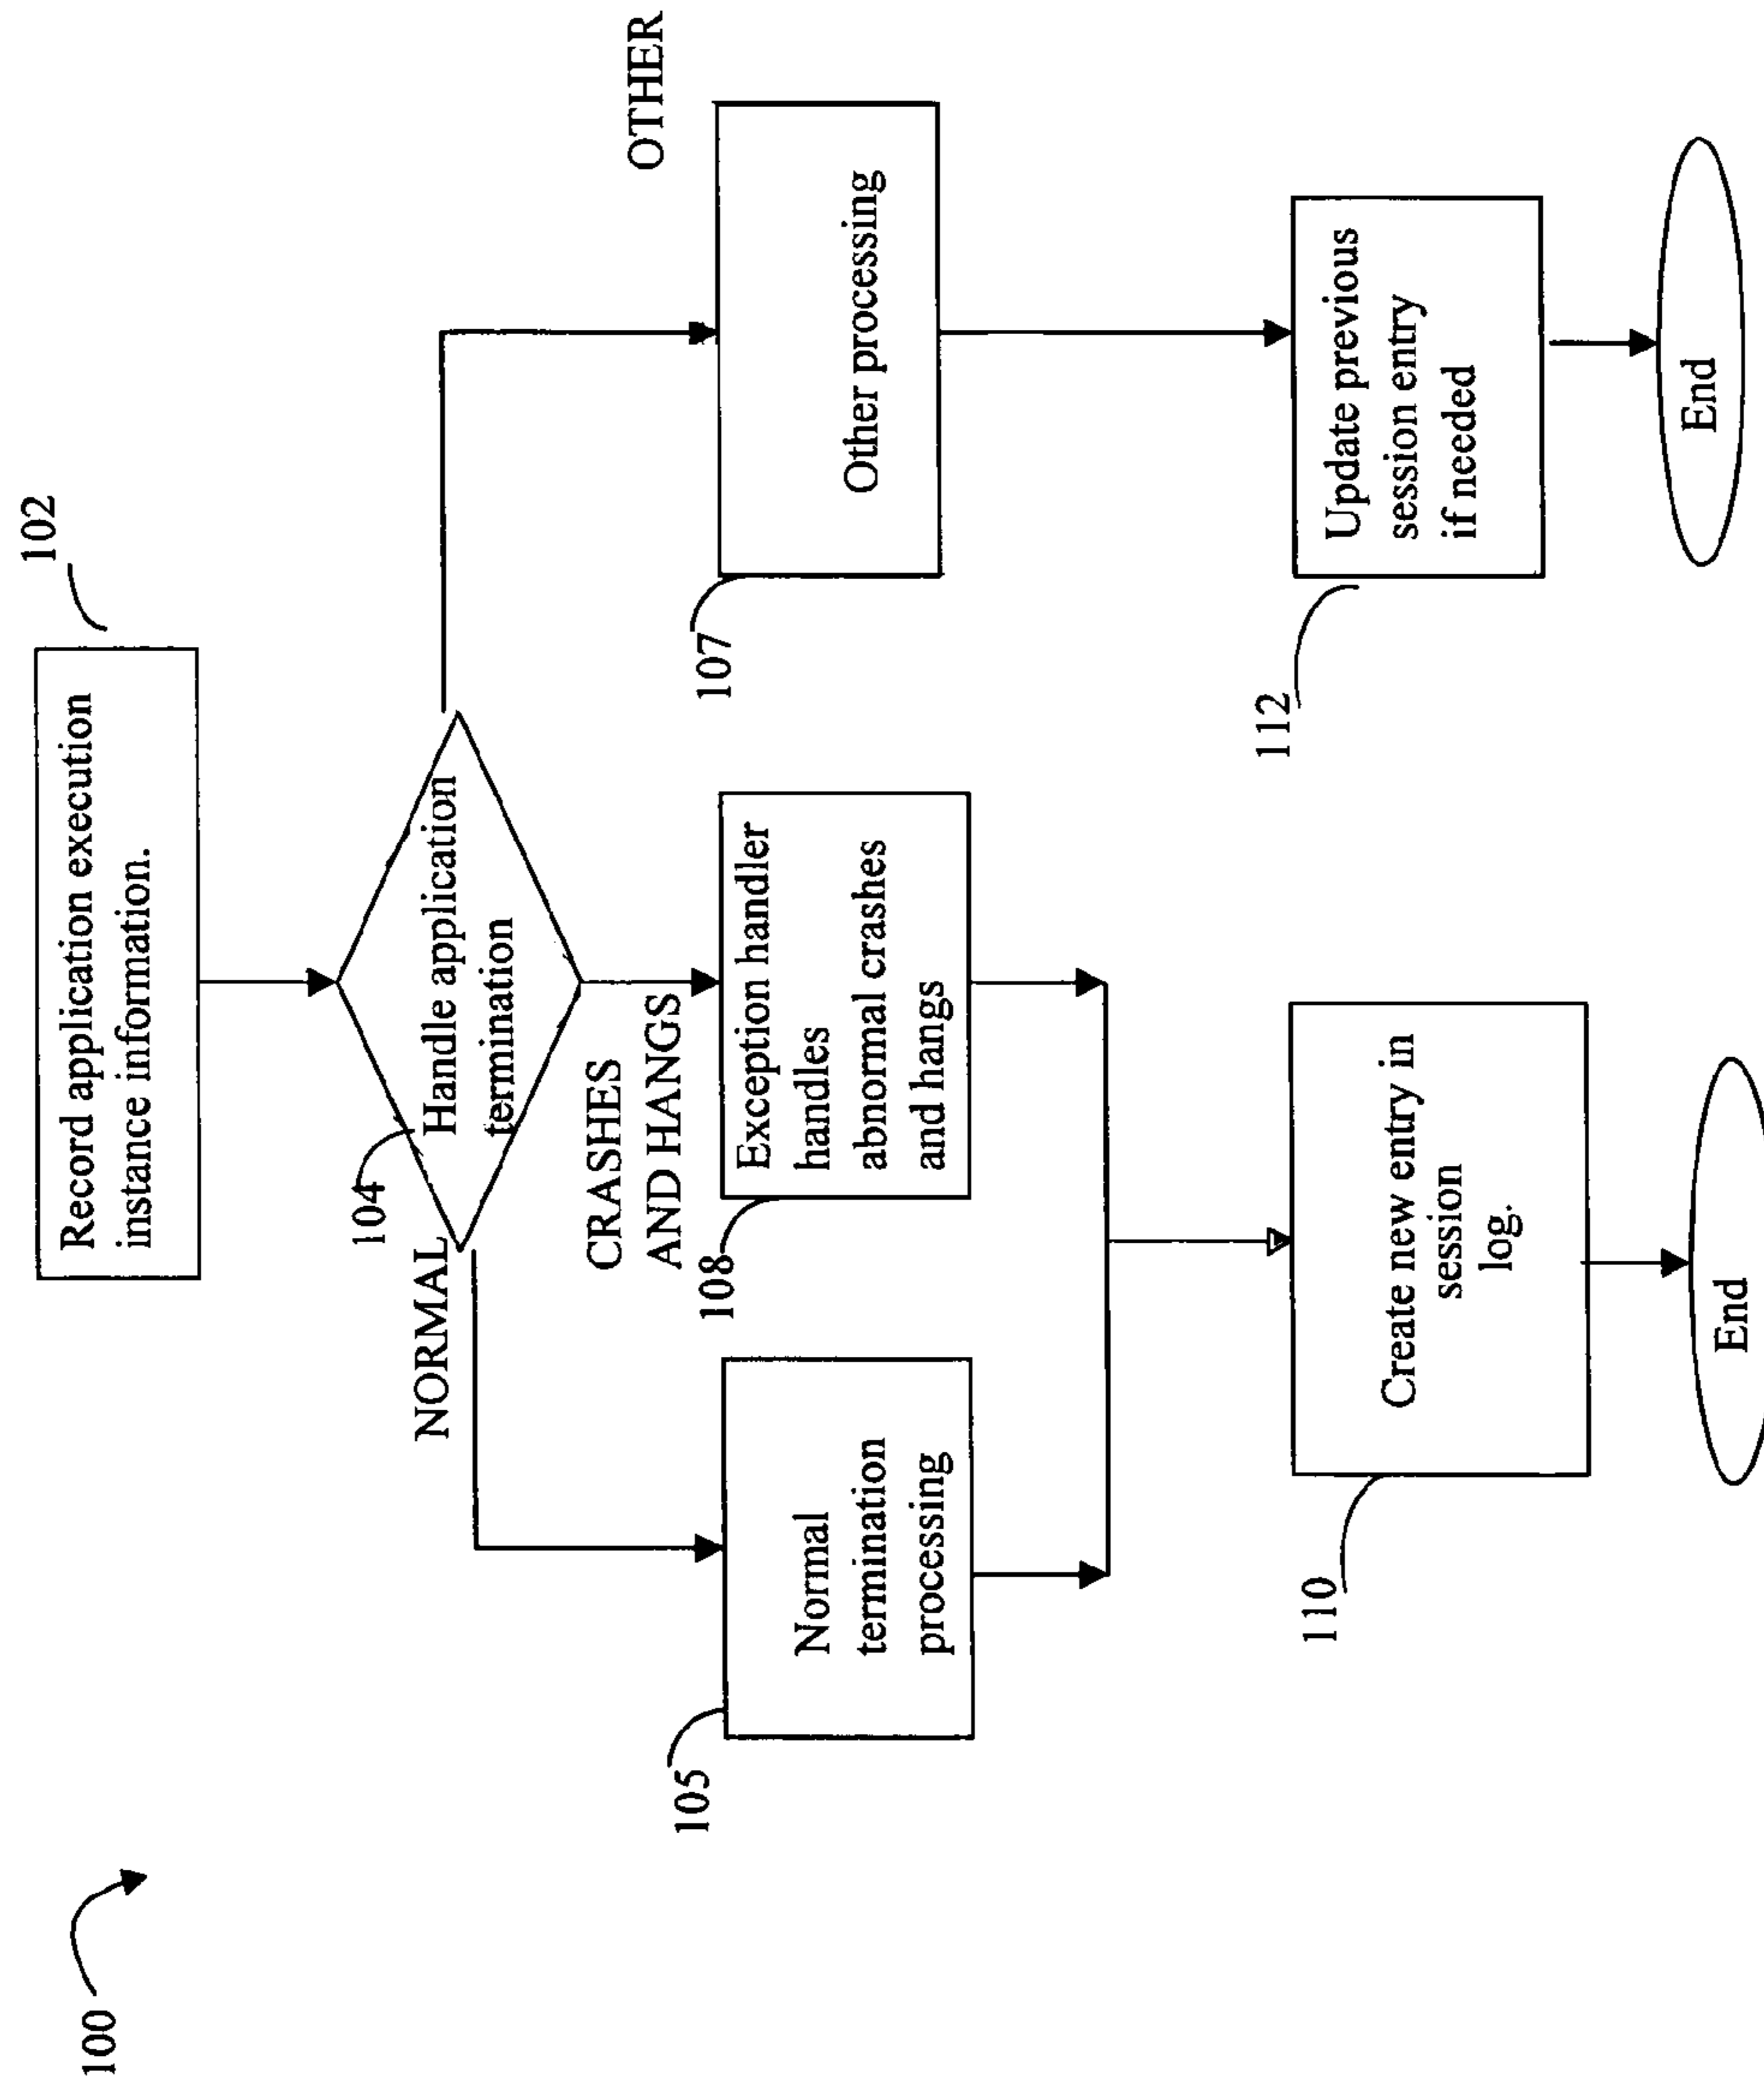 100
102
Record application execution
instance information.
104
Handle application
termination
NORMAL
CRASHES
AND HANGS
OTHER
105
Normal
termination
processing
108
Exception handler
handles
abnormal crashes
and hangs
107
Other processing
110
Create new entry in
session
log.
112
Update previous
session entry
if needed
End
End